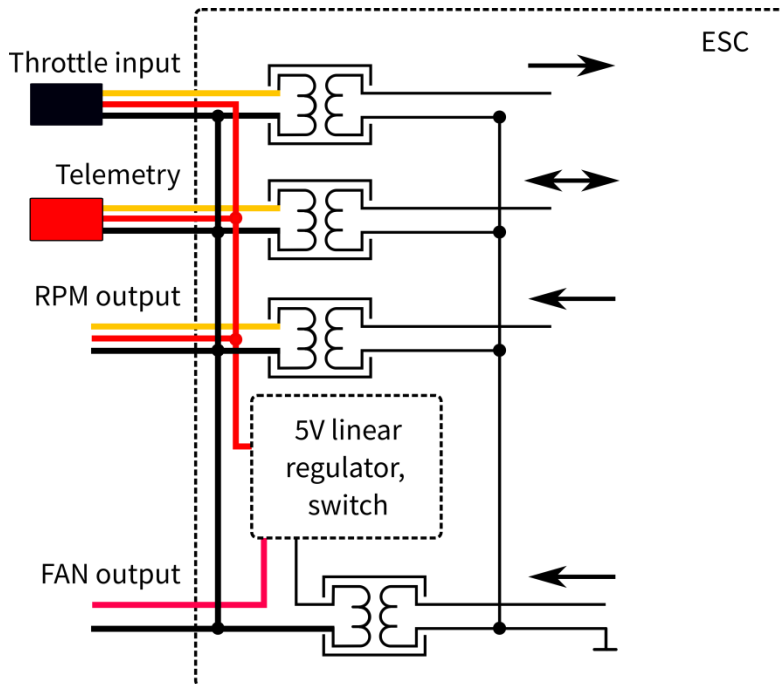 ESC
Throttle input
Telemetry
RPM output
5V linear
regulator,
switch
FAN output